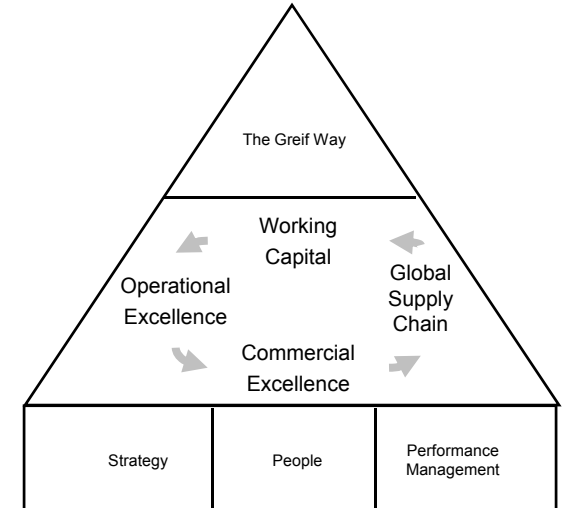 The Greif Way
Working
Capital
Operational
Excellence
Global
Supply
Chain
Commercial
Excellence
Strategy
People
Performance
Management